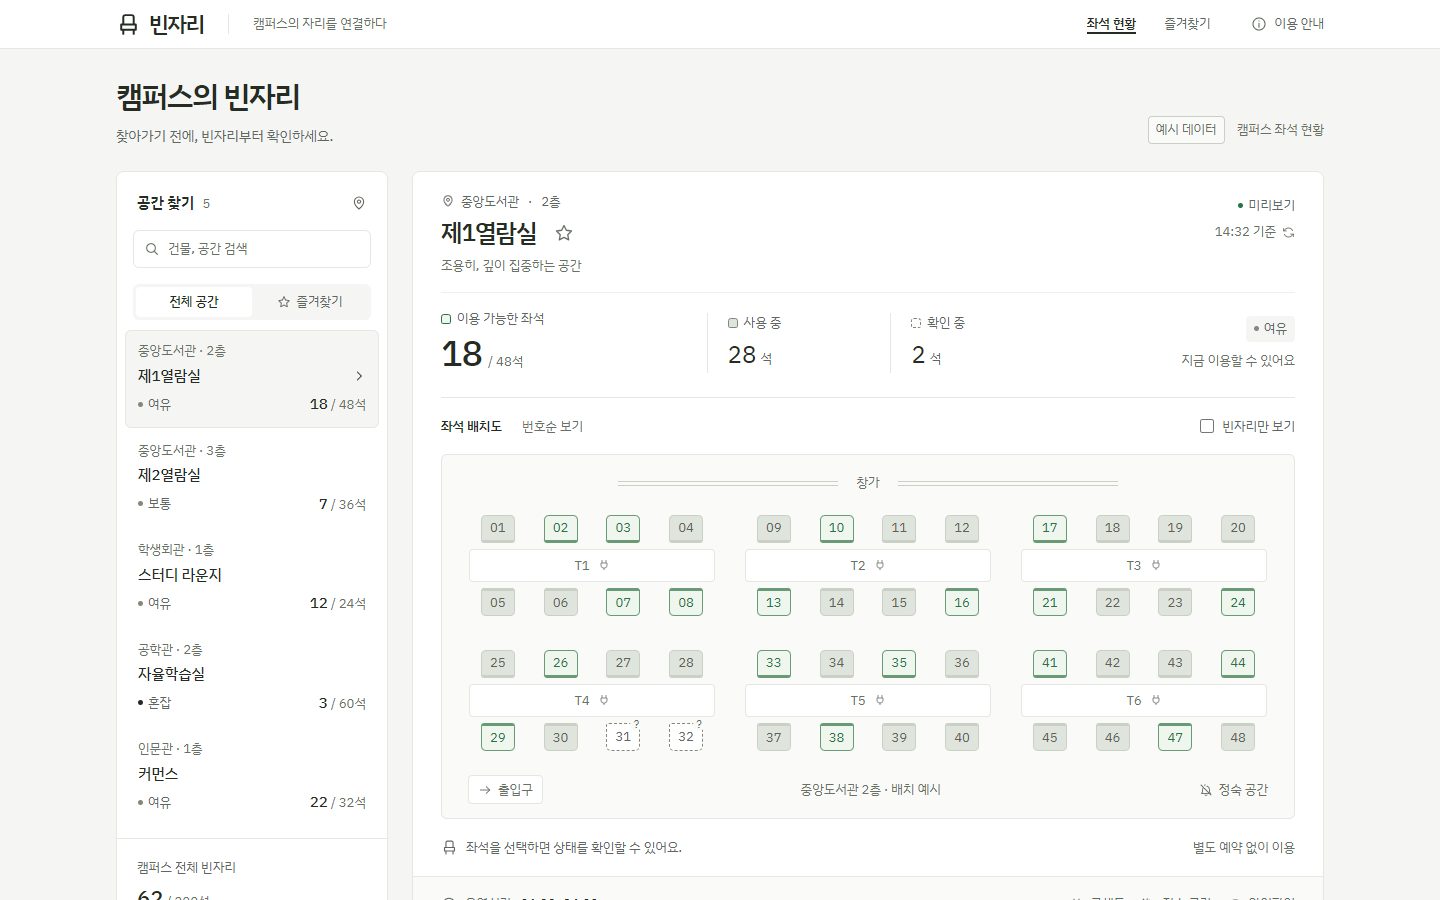 빈자리 캠퍼스의 자리를 연결하다 좌석 현황 즐겨찾기 이용 안내
캠퍼스의 빈자리
찾아가기 전에, 빈자리부터 확인하세요.
예시 데이터 캠퍼스 좌석 현황
공간 찾기 5
건물, 공간 검색
전체 공간 즐겨찾기
중앙도서관 · 2층
제1열람실
여유 18 / 48석
중앙도서관 · 3층
제2열람실
보통 7 / 36석
학생회관 · 1층
스터디 라운지
여유 12 / 24석
공학관 · 2층
자율학습실
혼잡 3 / 60석
인문관 · 1층
커먼스
여유 22 / 32석
캠퍼스 전체 빈자리
62
중앙도서관 · 2층
제1열람실
조용히, 깊이 집중하는 공간
미리보기
14:32 기준
이용 가능한 좌석
18 / 48석
사용 중
28 석
확인 중
2 석
여유
지금 이용할 수 있어요
좌석 배치도 번호순 보기 빈자리만 보기
창가
01 02 03 04 09 10 11 12 17 18 19 20
T1 T2 T3
05 06 07 08 13 14 15 16 21 22 23 24
25 26 27 28 33 34 35 36 41 42 43 44
T4 T5 T6
29 30 31 ? 32 ? 37 38 39 40 45 46 47 48
출입구 중앙도서관 2층 · 배치 예시 정숙 공간
좌석을 선택하면 상태를 확인할 수 있어요. 별도 예약 없이 이용